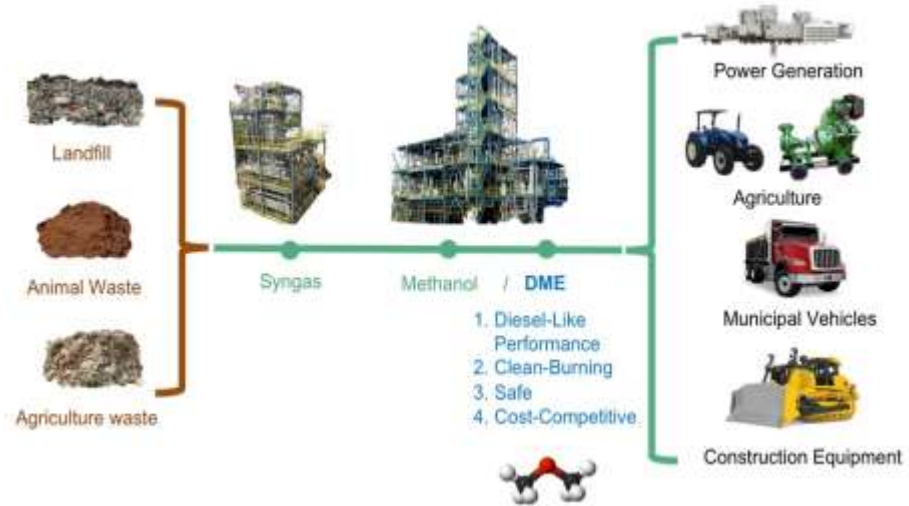 Landfill
Animal Waste
Agriculture waste
Syngas
Methanol / DME
1. Diesel-Like
Performance
2. Clean-Burning
3. Safe
4. Cost-Competitive
Power Generation
Agriculture
Municipal Vehicles
Construction Equipment